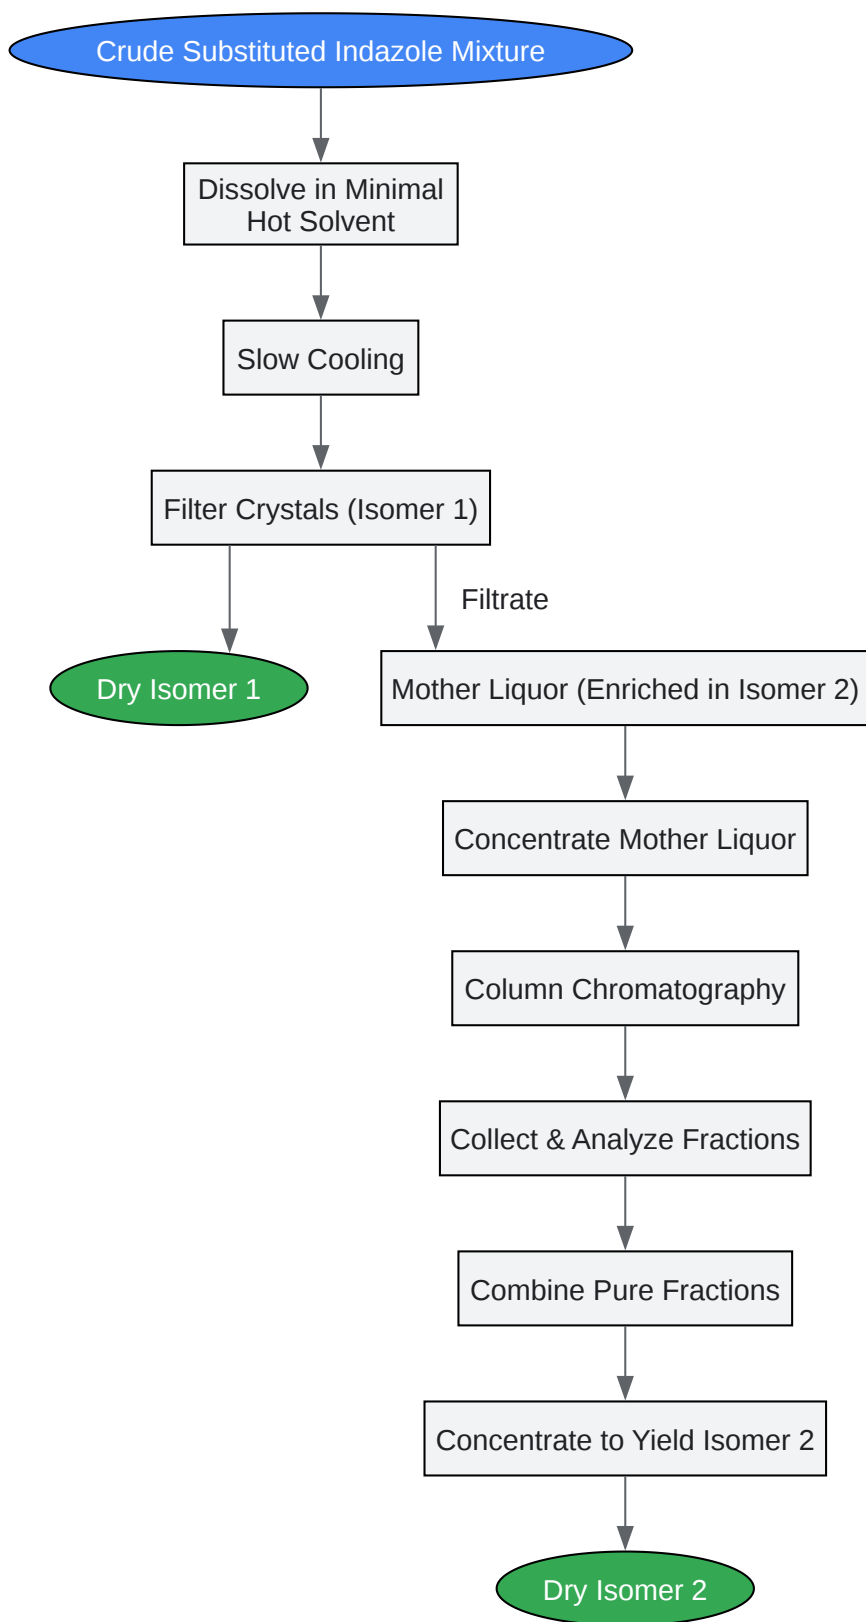 Crude Substituted Indazole Mixture
Dissolve in Minimal
Hot Solvent
Slow Cooling
Filter Crystals (Isomer 1)
Filtrate
Dry Isomer 1
Mother Liquor (Enriched in Isomer 2)
Concentrate Mother Liquor
Column Chromatography
Collect & Analyze Fractions
Combine Pure Fractions
Concentrate to Yield Isomer 2
Dry Isomer 2